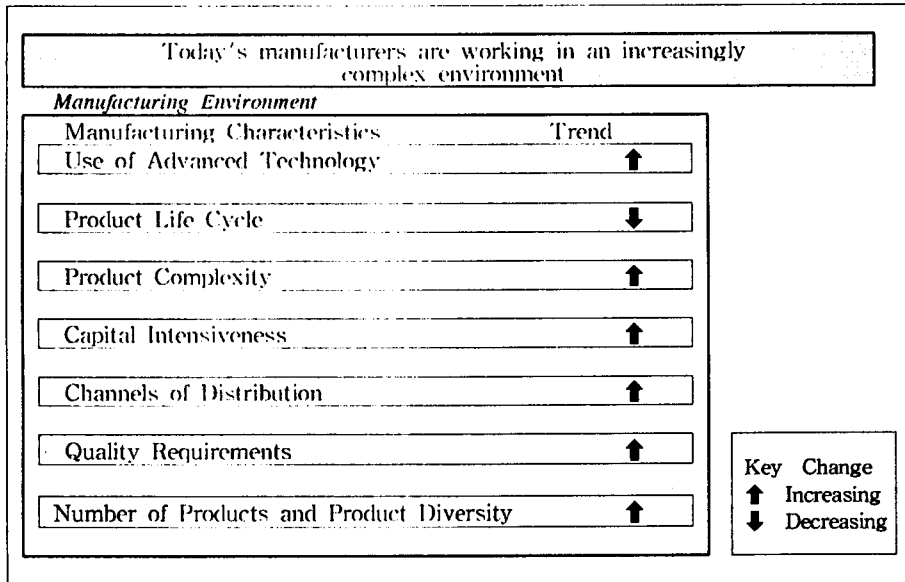 Today's manufacturers are working in an increasingly
complex environment
Manufacturing Environment
Manufacturing Characteristics Trend
Use of Advanced Technology
Product Life Cycle
Product Complexity
Capital Intensiveness
Channels of Distribution
Quality Requirements
Number of Products and Product Diversity
Key Change
Increasing
Decreasing